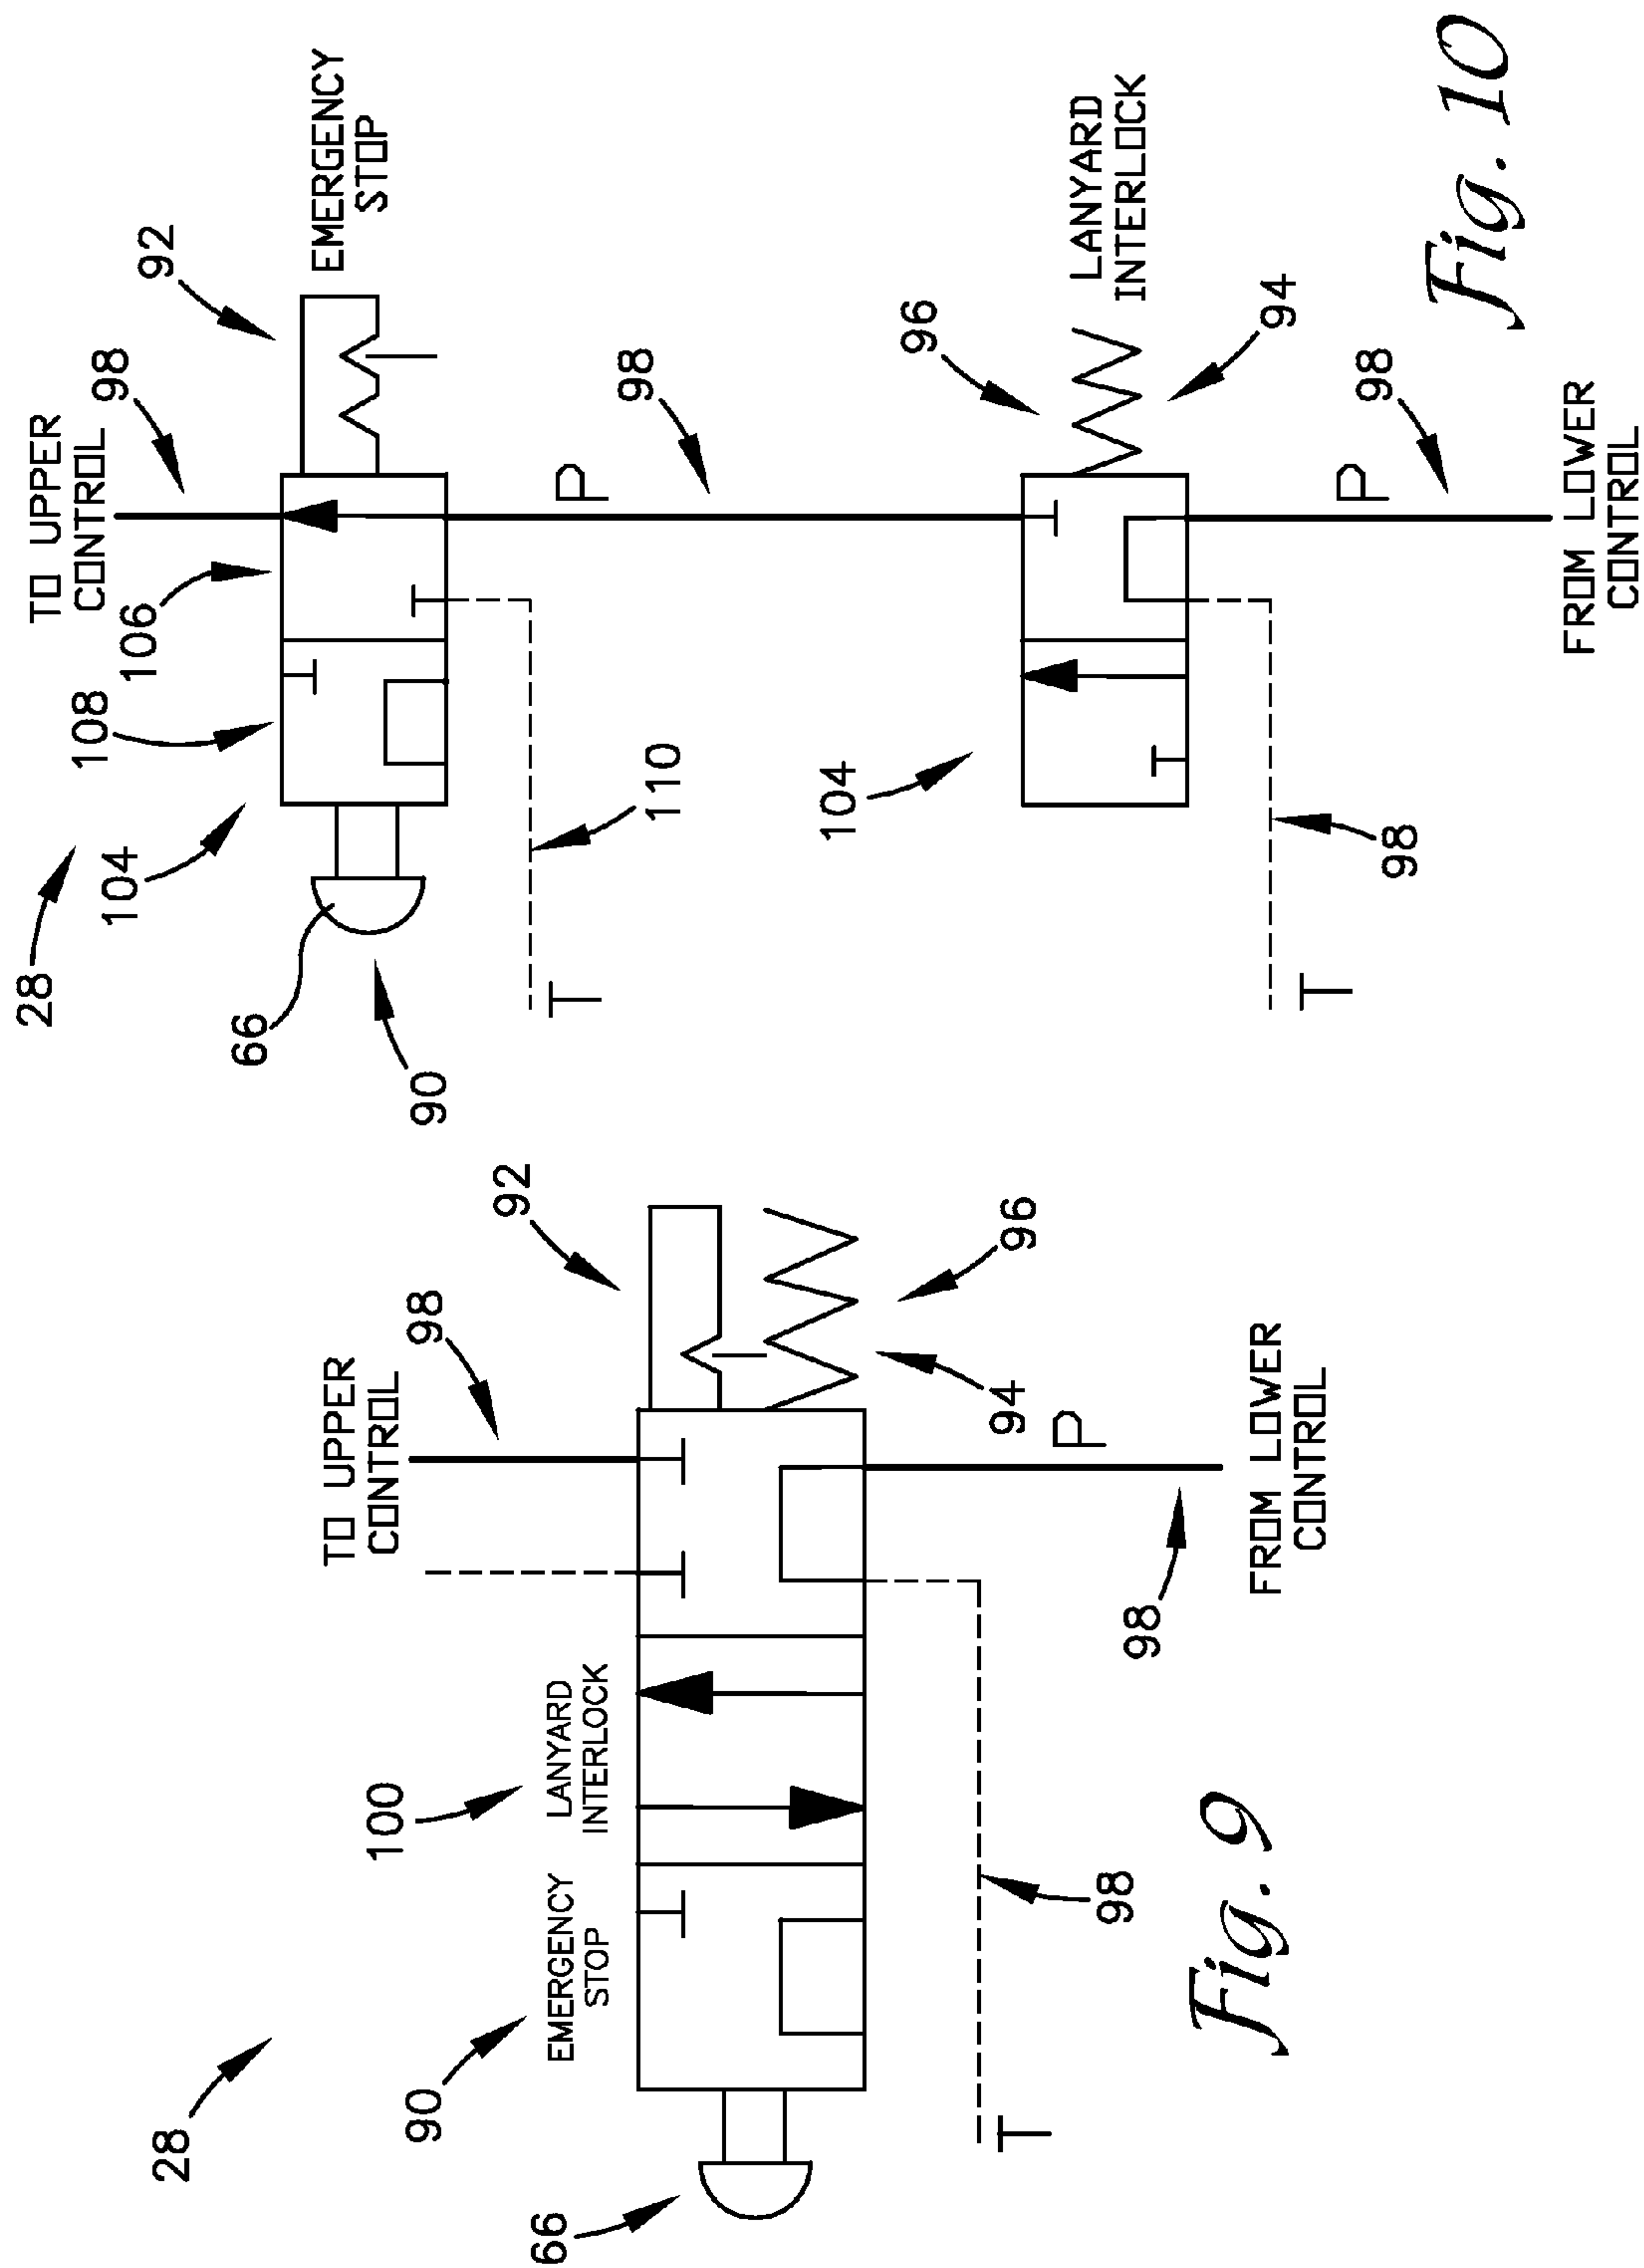 28
66
90
EMERGENCY
STOP
100
LANYARD
INTERLOCK
TO UPPER
CONTROL
98
92
94
96
P
98
FROM LOWER
CONTROL
98
T
Fig. 9
28
104
108
106
TO UPPER
CONTROL
98
92
EMERGENCY
STOP
66
90
110
T
P
98
104
96
LANYARD
INTERLOCK
94
P
98
98
T
FROM LOWER
CONTROL
Fig. 10